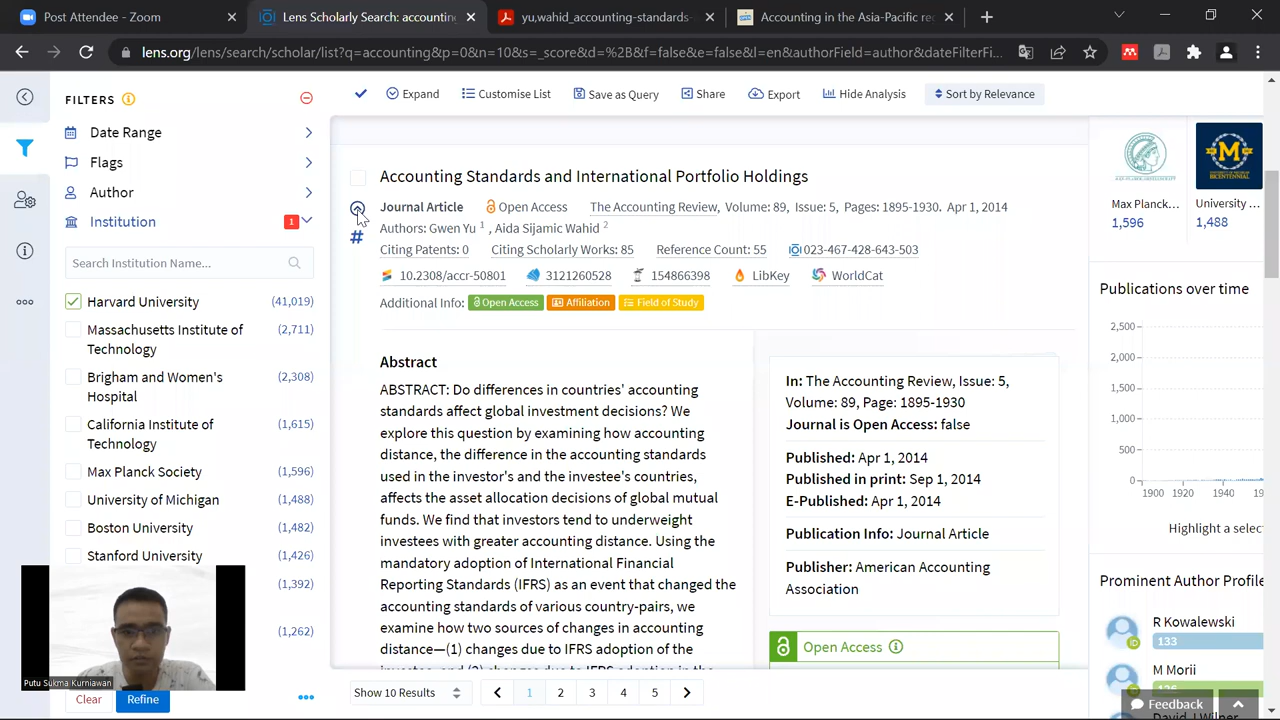 Post Attendee - Zoom
Lens Scholarly Search: accounting
yu,wahid_accounting-standards-
Accounting in the Asia-Pacific re
lens.org/lens/search/scholar/list?q=accounting&p=0&n=10&s=_score&d=%2B&f=false&e=false&l=en&authorField=author&dateFilterFi...
FILTERS
Date Range
Flags
Author
Institution 1
Search Institution Name...
Harvard University (41,019)
Massachusetts Institute of (2,711)
Technology
Brigham and Women's (2,308)
Hospital
California Institute of (1,615)
Technology
Max Planck Society (1,596)
University of Michigan (1,488)
Boston University (1,482)
Stanford University (1,426)
(1,392)
(1,262)
Putu Sukma Kurniawan
Clear
Refine
Expand
Customise List
Save as Query
Share
Export
Hide Analysis
Sort by Relevance
Accounting Standards and International Portfolio Holdings
Journal Article Open Access The Accounting Review, Volume: 89, Issue: 5, Pages: 1895-1930. Apr 1, 2014
Authors: Gwen Yu 1 , Aida Sijamic Wahid 2
Citing Patents: 0 Citing Scholarly Works: 85 Reference Count: 55 023-467-428-643-503
10.2308/accr-50801 3121260528 154866398 LibKey WorldCat
Additional Info: Open Access Affiliation Field of Study
Abstract
ABSTRACT: Do differences in countries' accounting
standards affect global investment decisions? We
explore this question by examining how accounting
distance, the difference in the accounting standards
used in the investor's and the investee's countries,
affects the asset allocation decisions of global mutual
funds. We find that investors tend to underweight
investees with greater accounting distance. Using the
mandatory adoption of International Financial
Reporting Standards (IFRS) as an event that changed the
accounting standards of various country-pairs, we
examine how two sources of changes in accounting
distance—(1) changes due to IFRS adoption of the
In: The Accounting Review, Issue: 5,
Volume: 89, Page: 1895-1930
Journal is Open Access: false
Published: Apr 1, 2014
Published in print: Sep 1, 2014
E-Published: Apr 1, 2014
Publication Info: Journal Article
Publisher: American Accounting
Association
Open Access
Show 10 Results
1 2 3 4 5
Max Planck... University ...
1,596 1,488
Publications over time
2,500
2,000
1,500
1,000
500
0
1900 1920 1940 19
Highlight a selec
Prominent Author Profile
R Kowalewski
133
M Morii
126
David J Wilner
Feedback